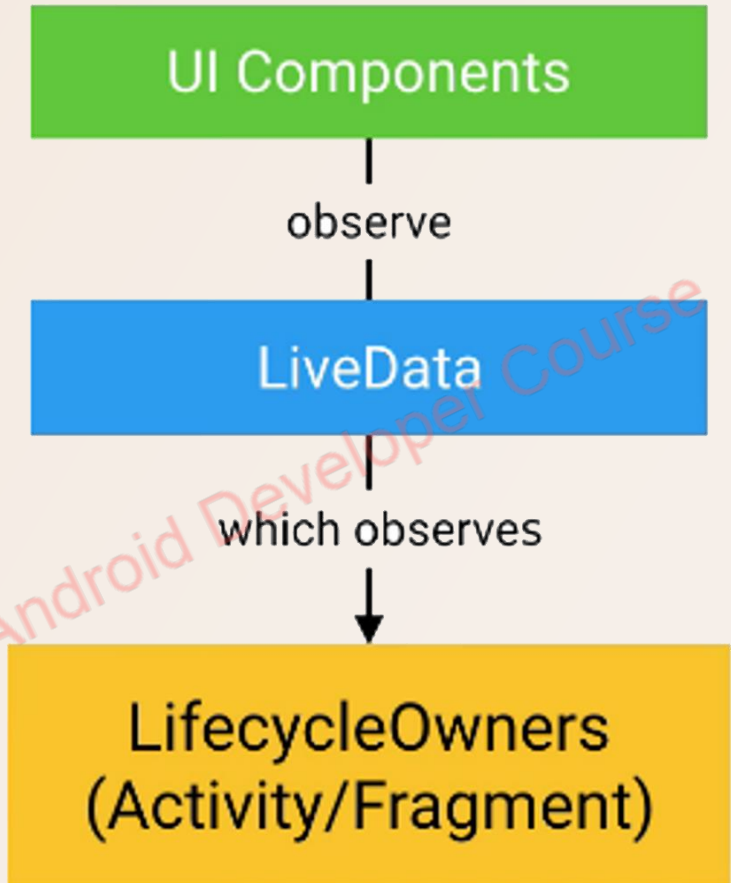 UI Components
observe
LiveData
Android Developer Course
which observes
LifecycleOwners
(Activity/Fragment)